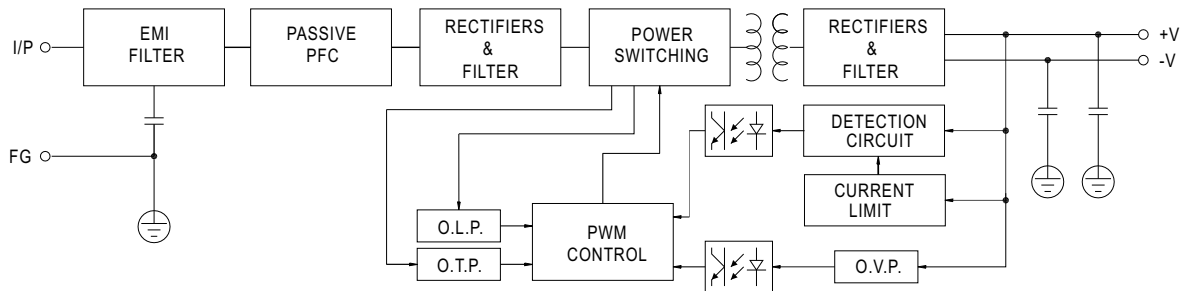 I/P
EMI
FILTER
PASSIVE
PFC
RECTIFIERS
&
FILTER
POWER
SWITCHING
RECTIFIERS
&
FILTER
+V
-V
DETECTION
CIRCUIT
FG
CURRENT
LIMIT
O.L.P.
PWM
CONTROL
O.T.P.
O.V.P.